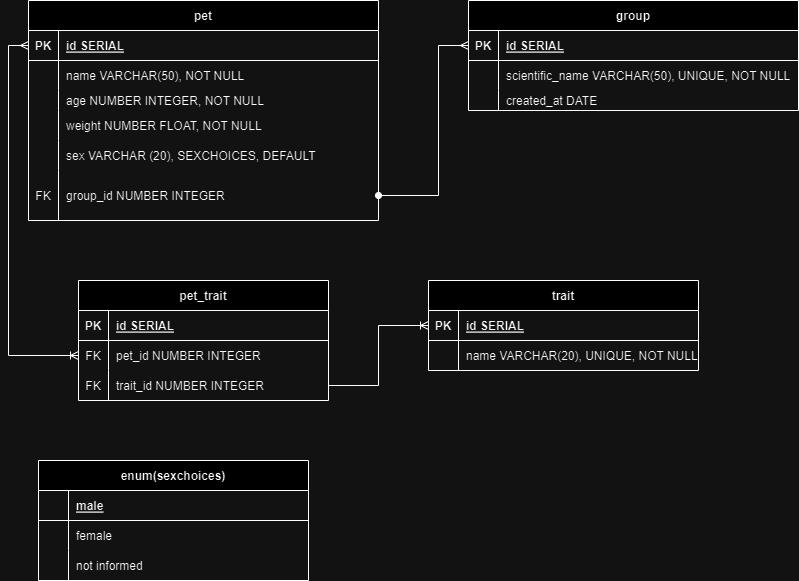 pet
PK id SERIAL
name VARCHAR(50), NOT NULL
age NUMBER INTEGER, NOT NULL
weight NUMBER FLOAT, NOT NULL
sex VARCHAR (20), SEXCHOICES, DEFAULT
FK group_id NUMBER INTEGER
group
PK id SERIAL
scientific_name VARCHAR(50), UNIQUE, NOT NULL
created_at DATE
pet_trait
PK id SERIAL
FK pet_id NUMBER INTEGER
FK trait_id NUMBER INTEGER
trait
PK id SERIAL
name VARCHAR(20), UNIQUE, NOT NULL
enum(sexchoices)
male
female
not informed